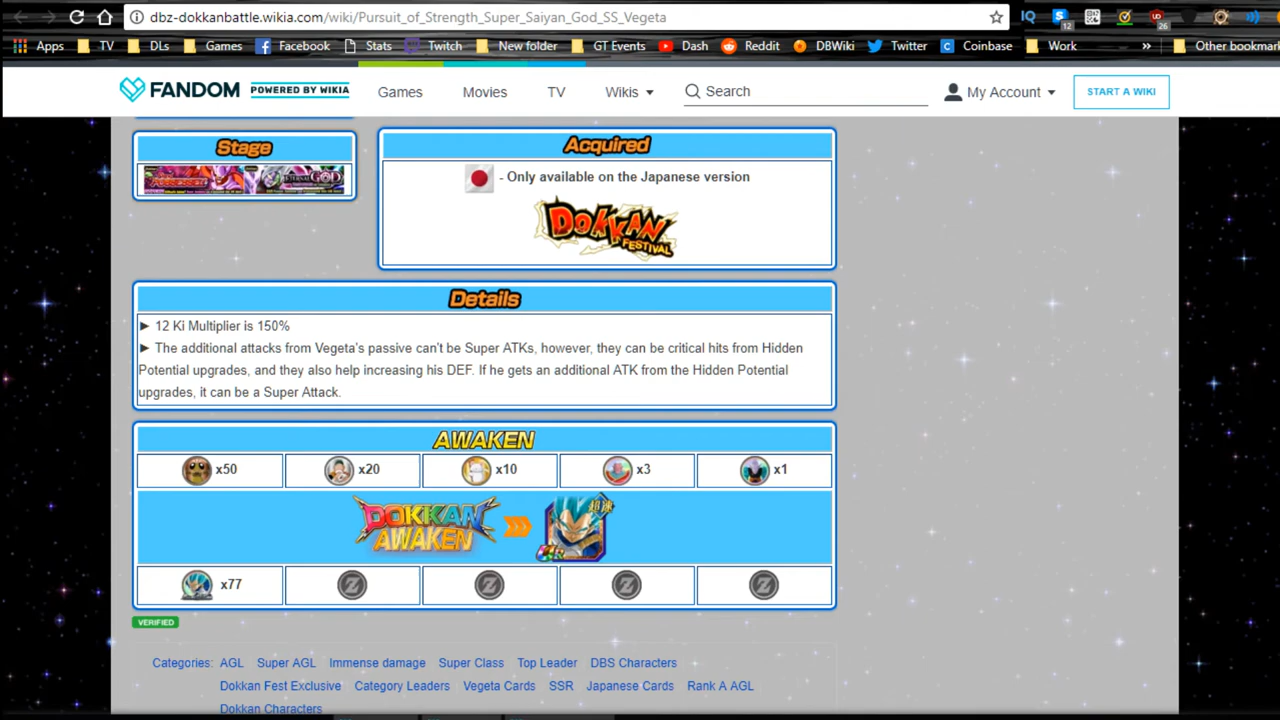 dbz-dokkanbattle.wikia.com/wiki/Pursuit_of_Strength_Super_Saiyan_God_SS_Vegeta
IQ
12
26
Apps TV DLs Games Facebook Stats Twitch New folder GT Events Dash Reddit DBWiki Twitter Coinbase Work » Other bookmark
FANDOM POWERED BY WIKIA Games Movies TV Wikis Search My Account START A WIKI
Stage
Acquired
- Only available on the Japanese version
DOKKAN
FESTIVAL
Details
► 12 Ki Multiplier is 150%
► The additional attacks from Vegeta's passive can't be Super ATKs, however, they can be critical hits from Hidden
Potential upgrades, and they also help increasing his DEF. If he gets an additional ATK from the Hidden Potential
upgrades, it can be a Super Attack.
AWAKEN
x50 x20 x10 x3 x1
DOKKAN
AWAKEN
超速
x77
VERIFIED
Categories: AGL Super AGL Immense damage Super Class Top Leader DBS Characters
Dokkan Fest Exclusive Category Leaders Vegeta Cards SSR Japanese Cards Rank A AGL
Dokkan Characters